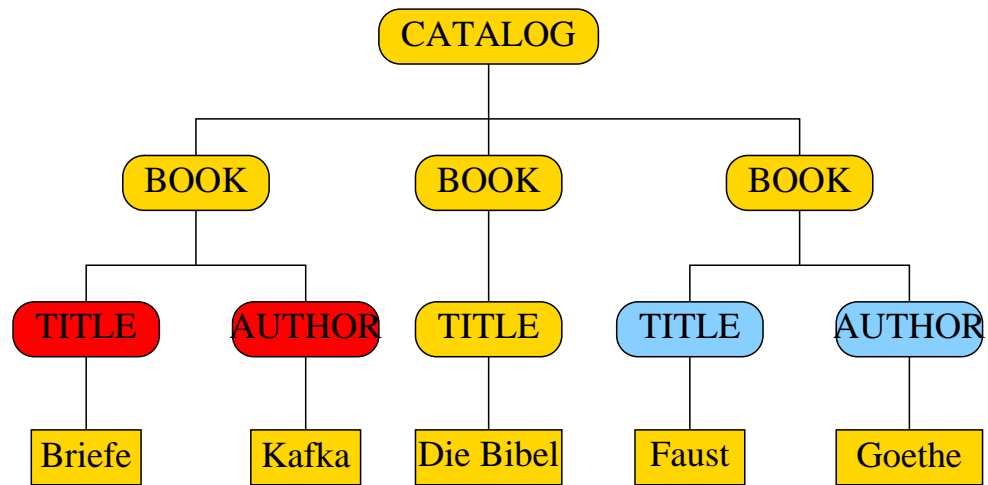 CATALOG
BOOK BOOK BOOK
TITLE AUTHOR TITLE TITLE AUTHOR
Briefe Kafka Die Bibel Faust Goethe